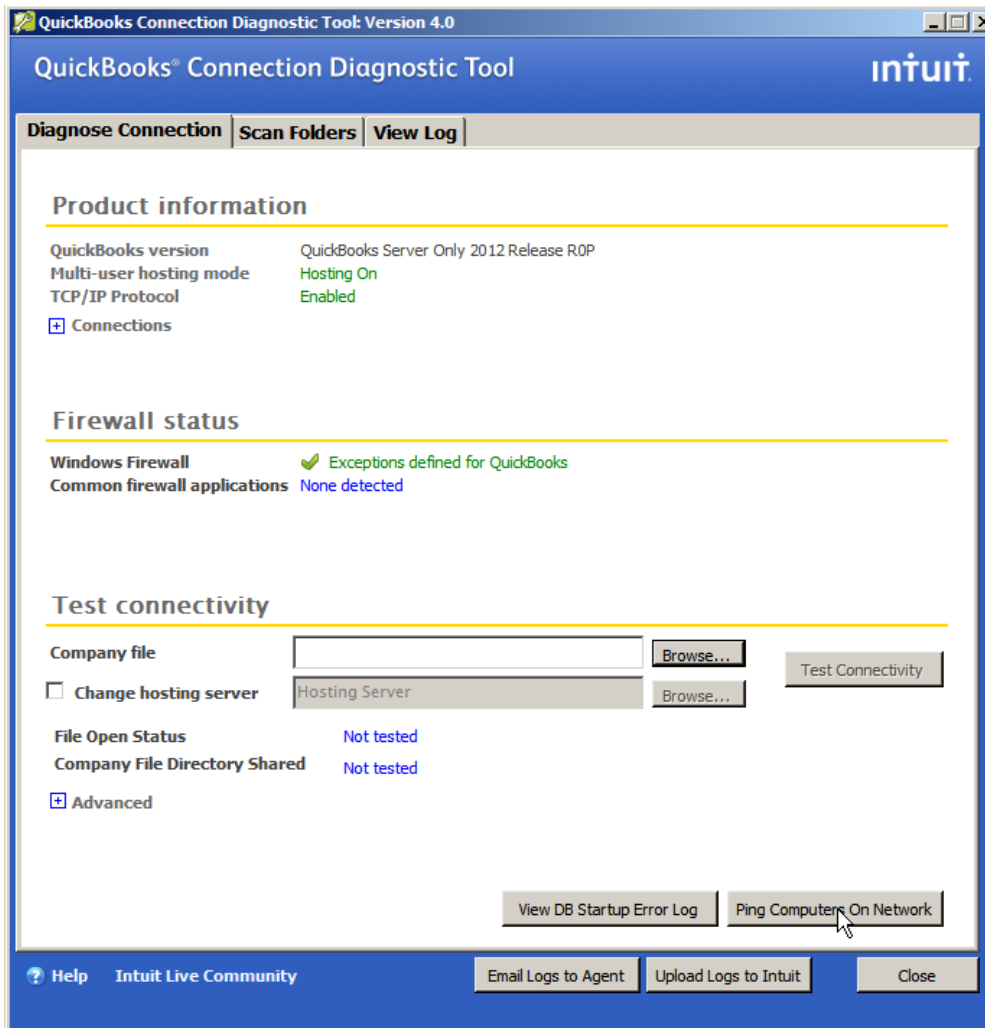 QuickBooks Connection Diagnostic Tool: Version 4.0
QuickBooks® Connection Diagnostic Tool
intuit.
Diagnose Connection Scan Folders View Log
Product information
QuickBooks version QuickBooks Server Only 2012 Release R0P
Multi-user hosting mode Hosting On
TCP/IP Protocol Enabled
Connections
Firewall status
Windows Firewall Exceptions defined for QuickBooks
Common firewall applications None detected
Test connectivity
Company file Browse...
Test Connectivity
Change hosting server Hosting Server Browse...
File Open Status Not tested
Company File Directory Shared Not tested
Advanced
View DB Startup Error Log Ping Computers On Network
Help Intuit Live Community Email Logs to Agent Upload Logs to Intuit Close